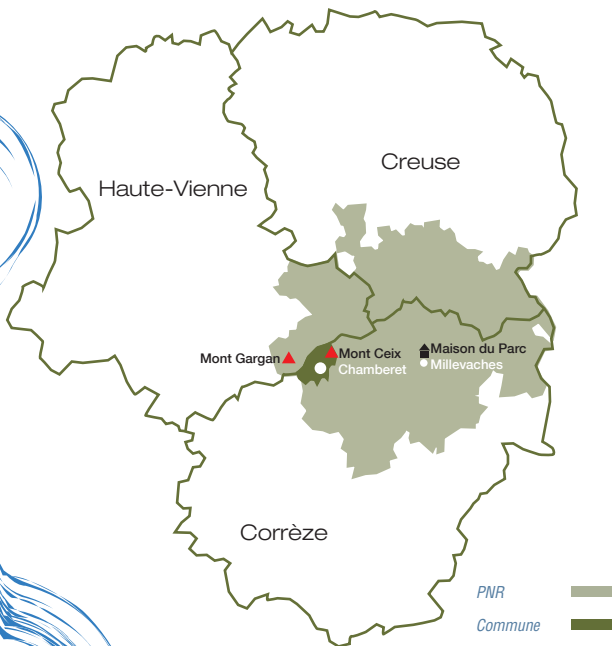 Creuse
Haute-Vienne
Mont Gargan
Mont Ceix
Chamberet
Maison du Parc
Millevaches
Corrèze
PNR
Commune